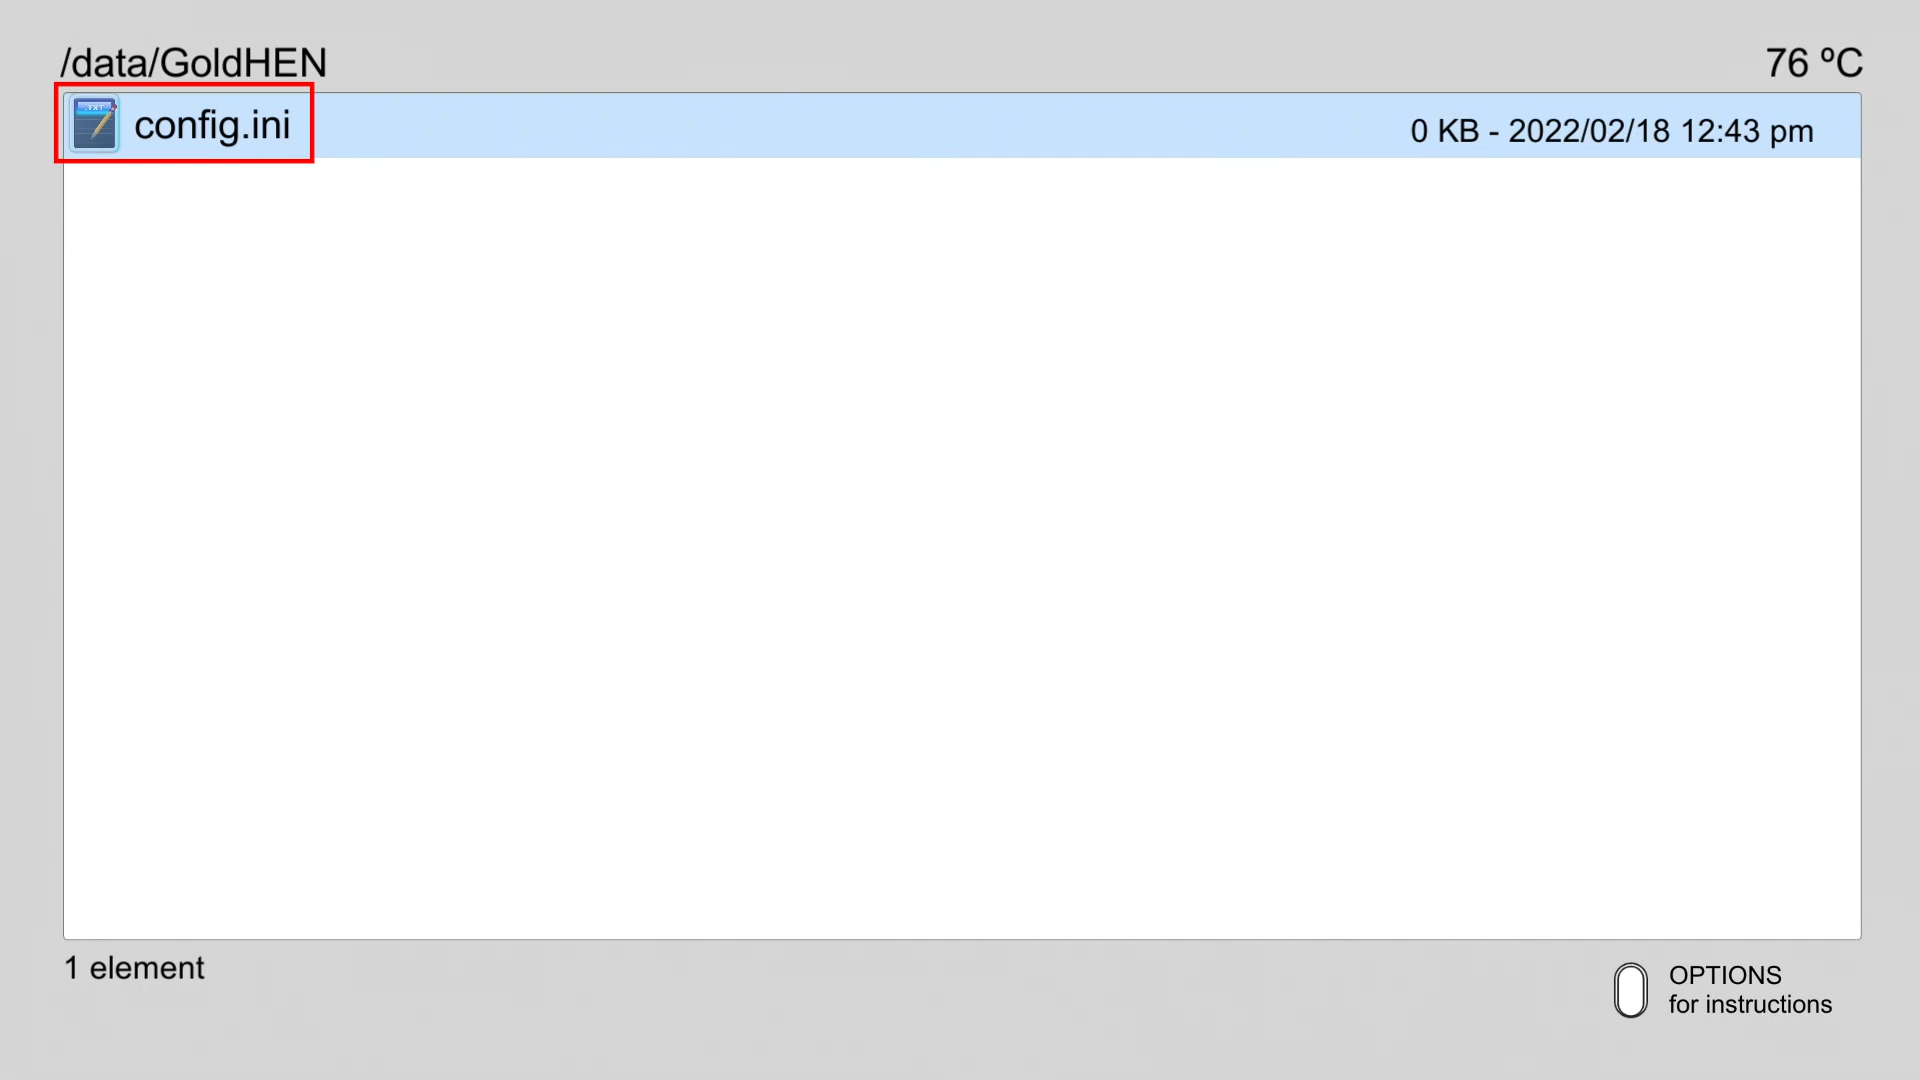 /data/GoldHEN
76 ºC
.TXT
config.ini
0 KB - 2022/02/18 12:43 pm
1 element
OPTIONS
for instructions